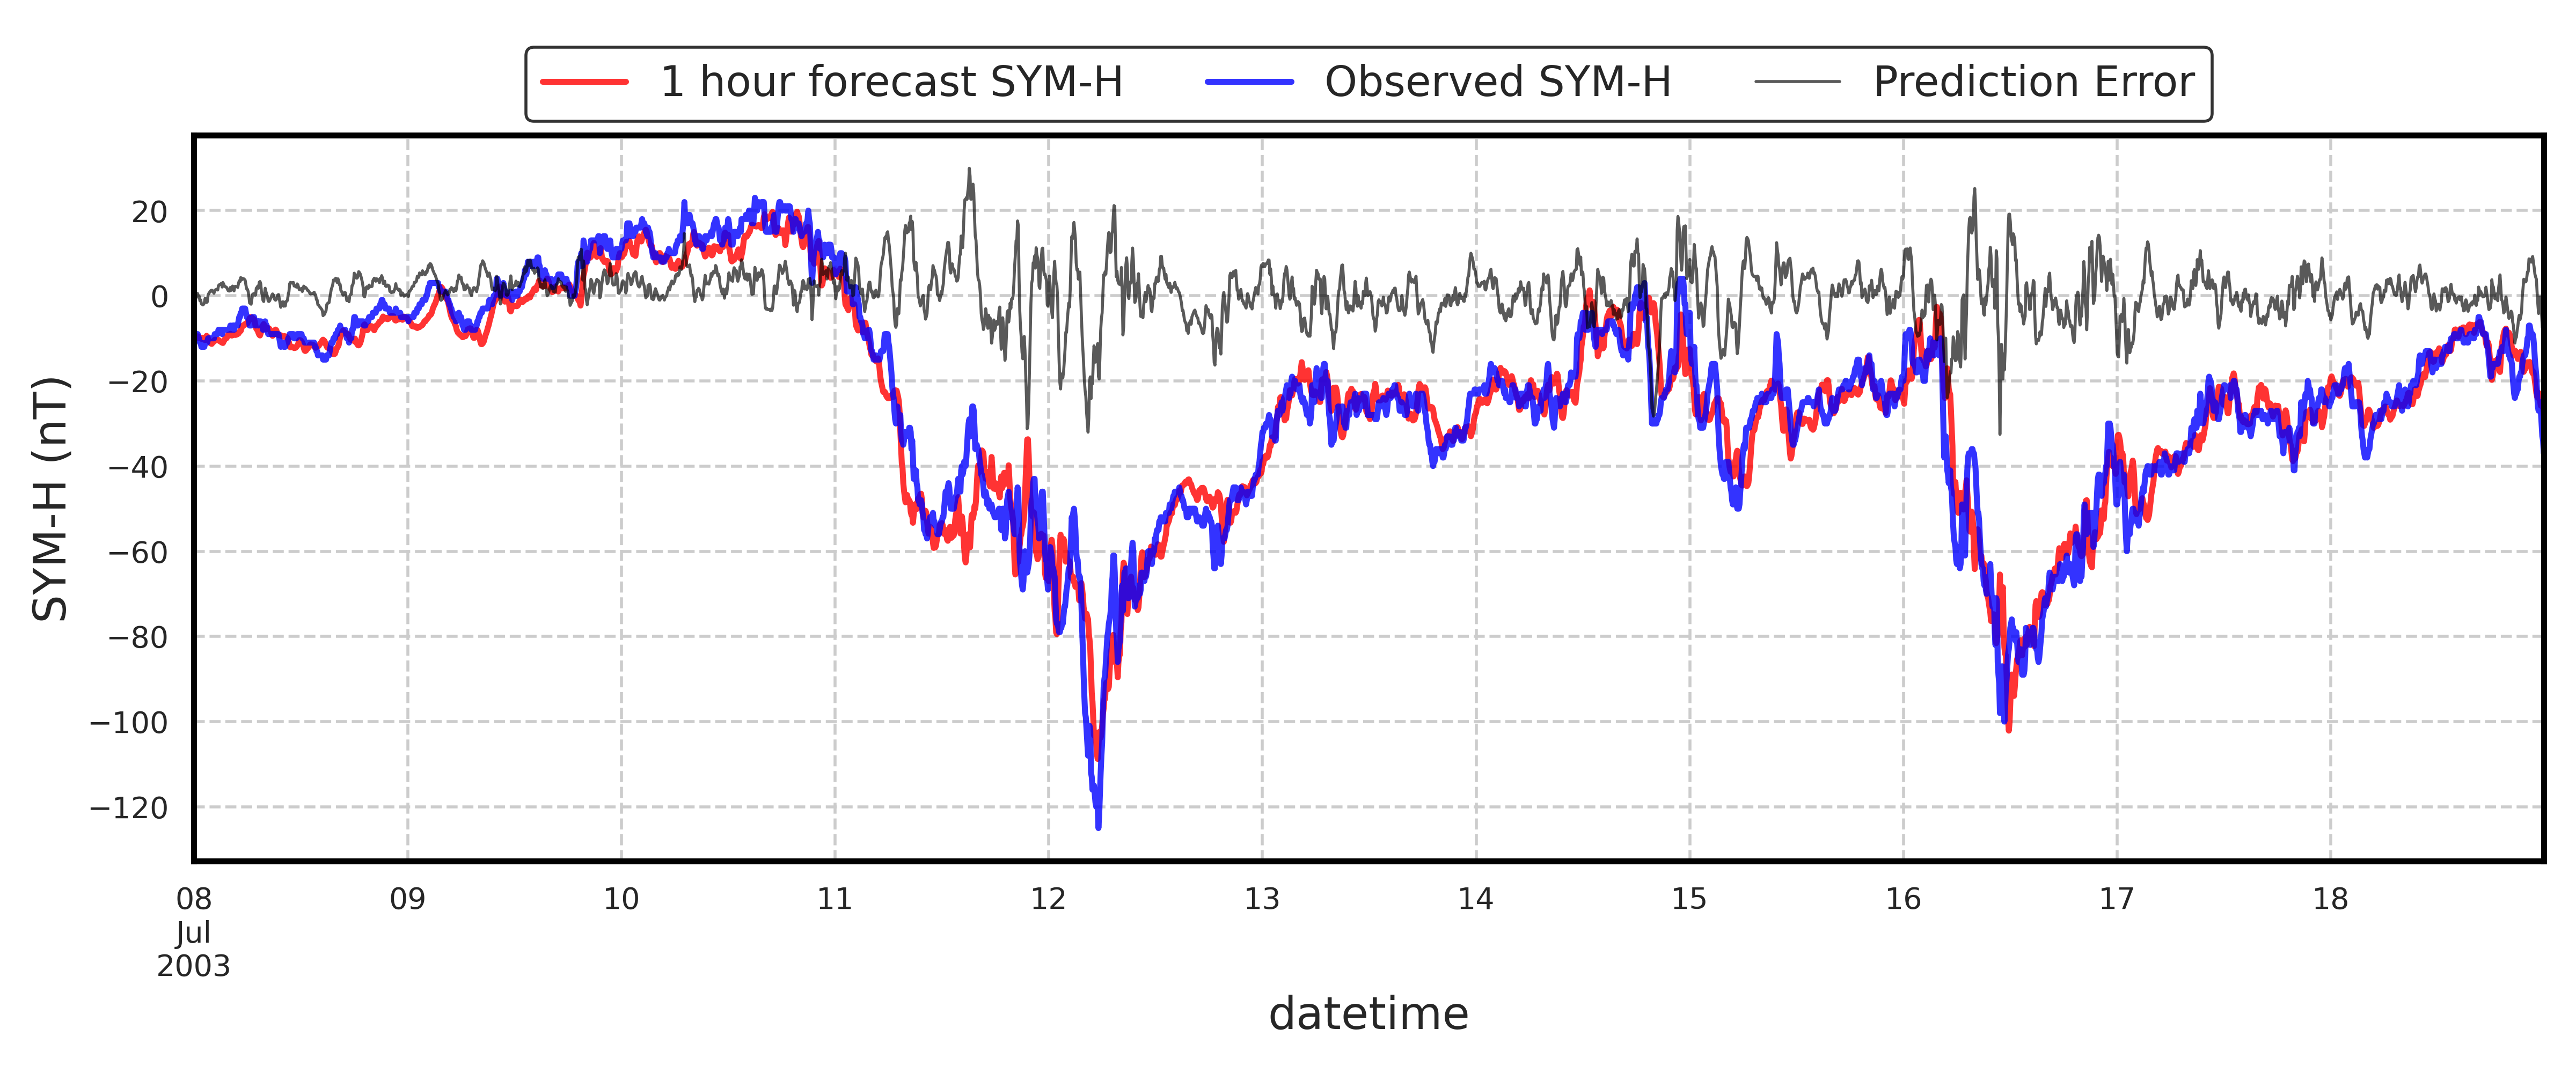 1 hour forecast SYM-H Observed SYM-H Prediction Error
SYM-H (nT)
20
0
−20
−40
−60
−80
−100
−120
08 09 10 11 12 13 14 15 16 17 18
Jul
2003
datetime